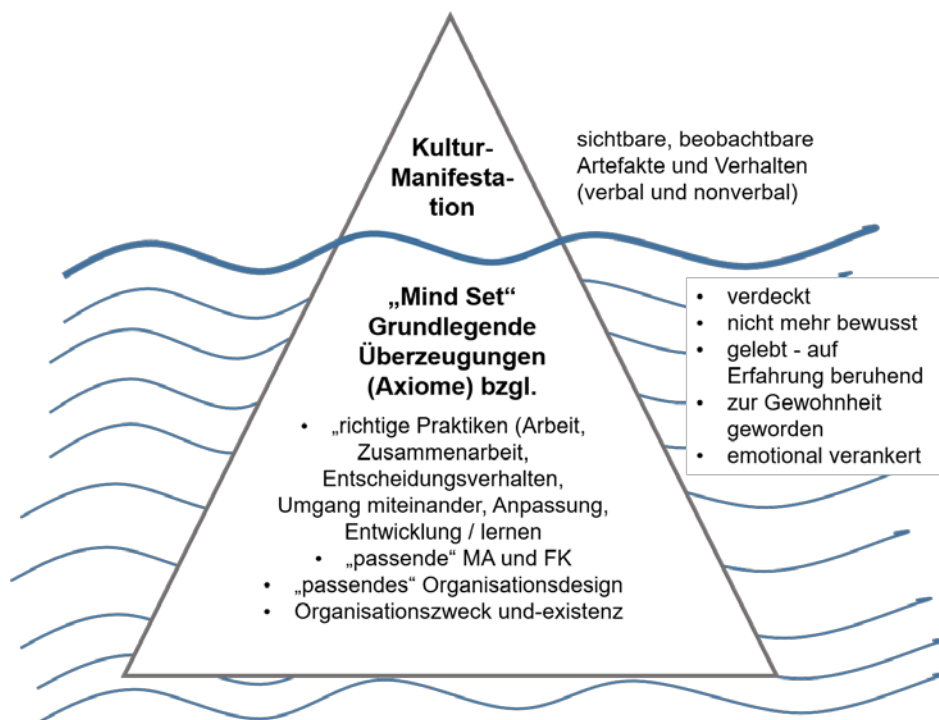 Kultur-
Manifesta-
tion
sichtbare, beobachtbare
Artefakte und Verhalten
(verbal und nonverbal)
„Mind Set“
Grundlegende
Überzeugungen
(Axiome) bzgl.
• „richtige Praktiken (Arbeit,
Zusammenarbeit,
Entscheidungsverhalten,
Umgang miteinander, Anpassung,
Entwicklung / lernen
• „passende“ MA und FK
• „passendes“ Organisationsdesign
• Organisationszweck und-existenz
• verdeckt
• nicht mehr bewusst
• gelebt - auf
Erfahrung beruhend
• zur Gewohnheit
geworden
• emotional verankert